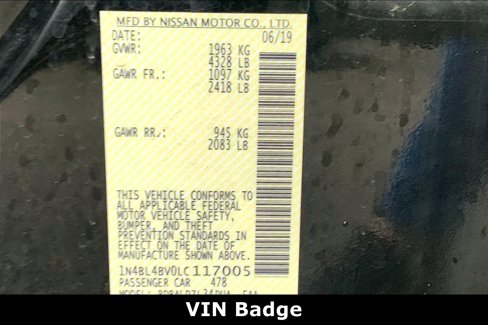 MFD BY NISSAN MOTOR CO., LTD.
DATE: 06/19
GVWR: 1963 KG
4328 LB
GAWR FR.: 1097 KG
2418 LB
GAWR RR.: 945 KG
2083 LB
THIS VEHICLE CONFORMS TO
ALL APPLICABLE FEDERAL
MOTOR VEHICLE SAFETY,
BUMPER, AND THEFT
PREVENTION STANDARDS IN
EFFECT ON THE DATE OF
MANUFACTURE SHOWN ABOVE.
1N4BL4BV0LC117005
PASSENGER CAR 478
VIN Badge